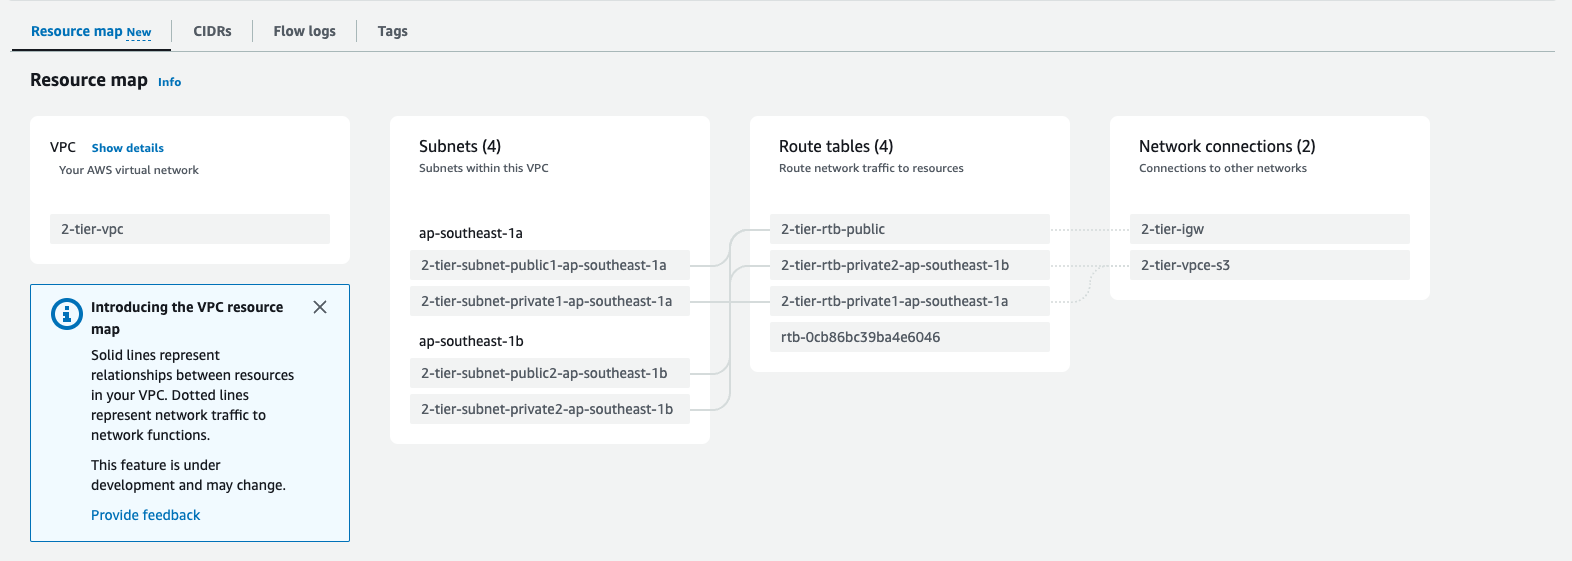 Resource map New
CIDRs
Flow logs
Tags
Resource map Info
VPC Show details
Your AWS virtual network
2-tier-vpc
Introducing the VPC resource
map
Solid lines represent
relationships between resources
in your VPC. Dotted lines
represent network traffic to
network functions.
This feature is under
development and may change.
Provide feedback
Subnets (4)
Subnets within this VPC
ap-southeast-1a
2-tier-subnet-public1-ap-southeast-1a
2-tier-subnet-private1-ap-southeast-1a
ap-southeast-1b
2-tier-subnet-public2-ap-southeast-1b
2-tier-subnet-private2-ap-southeast-1b
Route tables (4)
Route network traffic to resources
2-tier-rtb-public
2-tier-rtb-private2-ap-southeast-1b
2-tier-rtb-private1-ap-southeast-1a
rtb-0cb86bc39ba4e6046
Network connections (2)
Connections to other networks
2-tier-igw
2-tier-vpce-s3